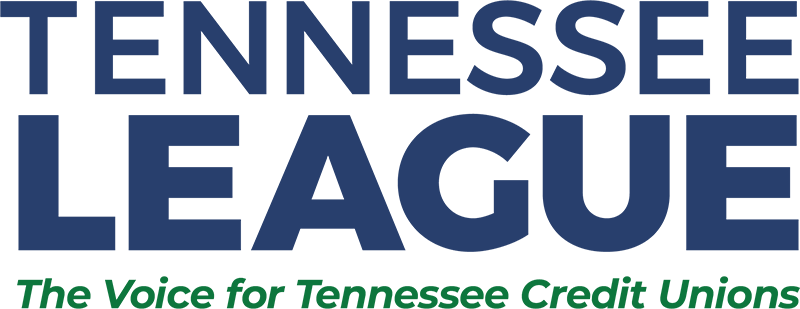 TENNESSEE
LEAGUE
The Voice for Tennessee Credit Unions